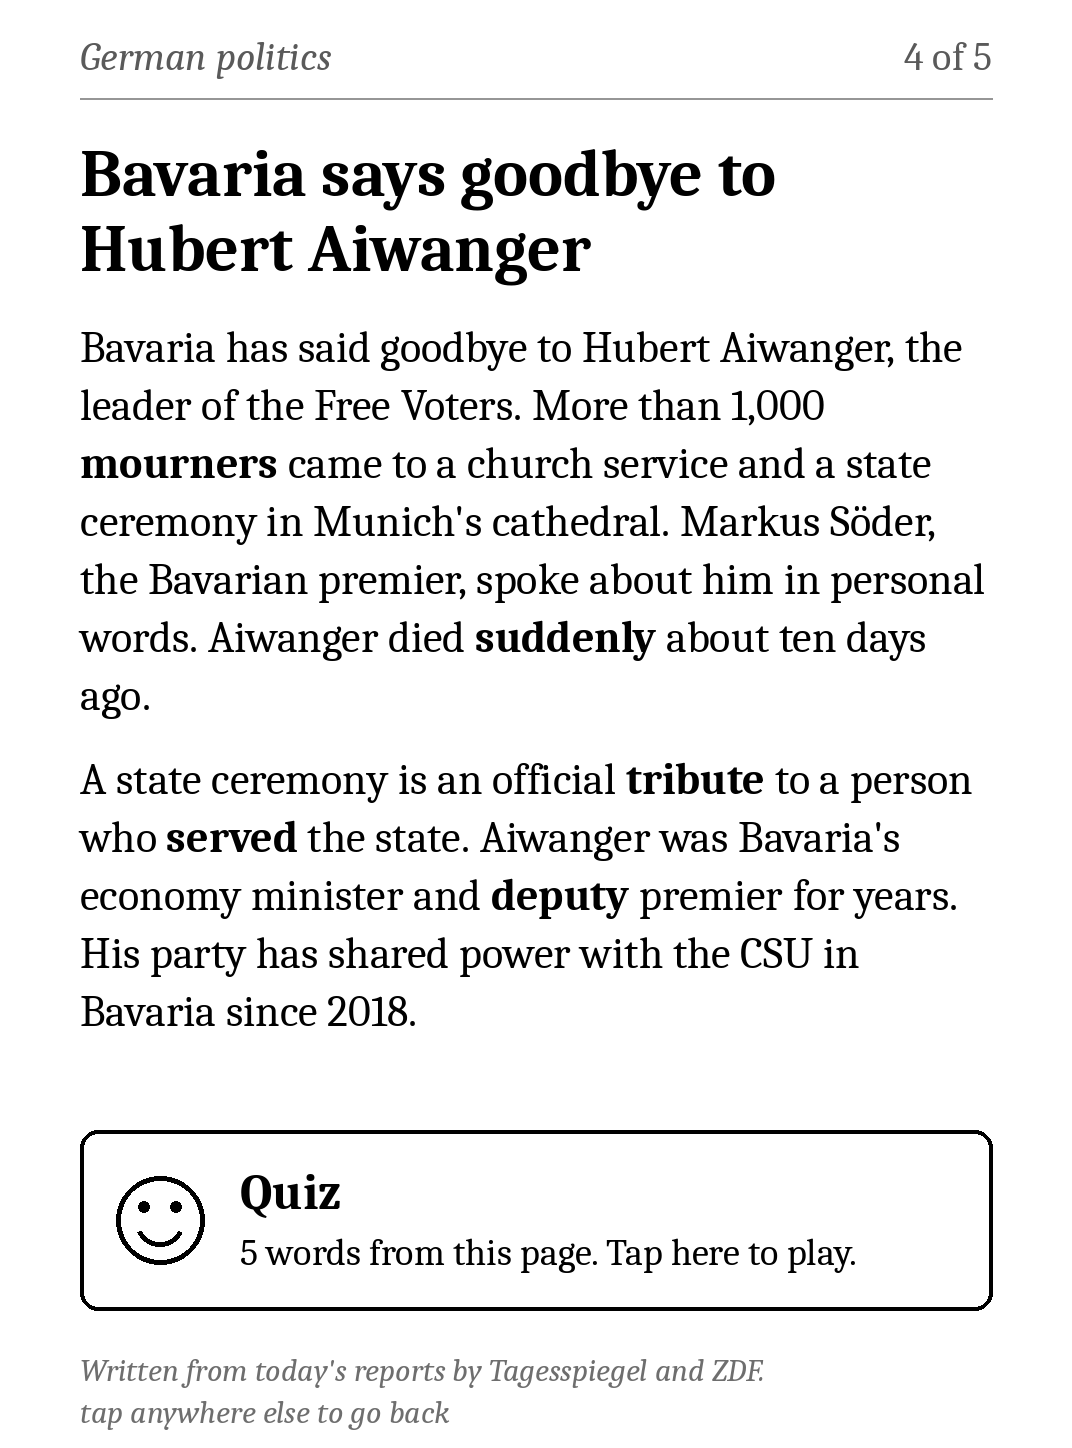 German politics
4 of 5
Bavaria says goodbye to
Hubert Aiwanger
Bavaria has said goodbye to Hubert Aiwanger, the
leader of the Free Voters. More than 1,000
mourners came to a church service and a state
ceremony in Munich's cathedral. Markus Söder,
the Bavarian premier, spoke about him in personal
words. Aiwanger died suddenly about ten days
ago.
A state ceremony is an official tribute to a person
who served the state. Aiwanger was Bavaria's
economy minister and deputy premier for years.
His party has shared power with the CSU in
Bavaria since 2018.
Quiz
5 words from this page. Tap here to play.
Written from today's reports by Tagesspiegel and ZDF.
tap anywhere else to go back